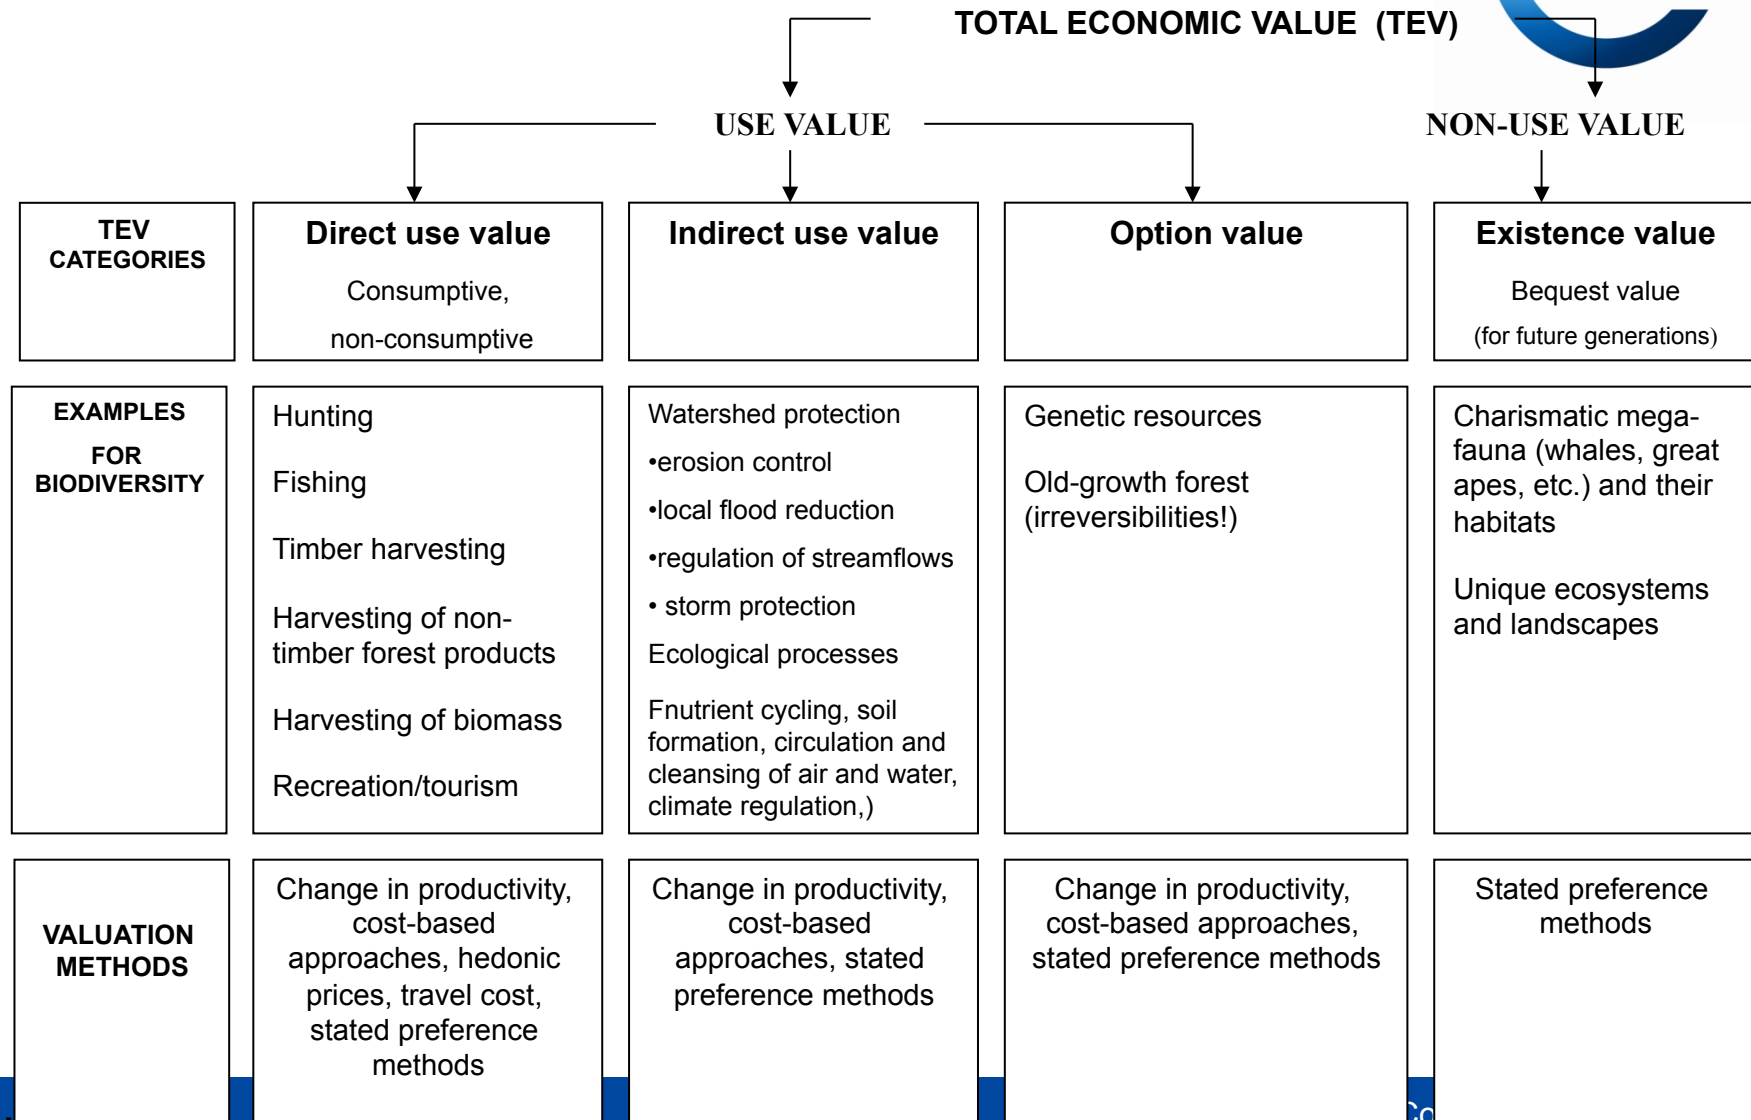 TOTAL ECONOMIC VALUE  (TEV)
USE VALUE
NON-USE VALUE
TEV
CATEGORIES
Direct use value
Consumptive,
non-consumptive
Indirect use value
Option value
Existence value
Bequest value
(for future generations)
EXAMPLES
FOR
BIODIVERSITY
Hunting
Fishing
Timber harvesting
Harvesting of non-
timber forest products
Harvesting of biomass
Recreation/tourism
Watershed protection
•erosion control
•local flood reduction
•regulation of streamflows
• storm protection
Ecological processes
Fnutrient cycling, soil
formation, circulation and
cleansing of air and water,
climate regulation,)
Genetic resources
Old-growth forest
(irreversibilities!)
Charismatic mega-
fauna (whales, great
apes, etc.) and their
habitats
Unique ecosystems
and landscapes
VALUATION
METHODS
Change in productivity,
cost-based
approaches, hedonic
prices, travel cost,
stated preference
methods
Change in productivity,
cost-based
approaches, stated
preference methods
Change in productivity,
cost-based approaches,
stated preference methods
Stated preference
methods